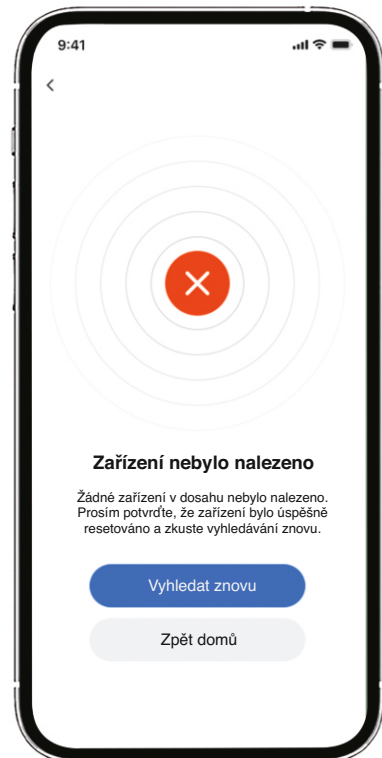 9:41
Zařízení nebylo nalezeno
Žádné zařízení v dosahu nebylo nalezeno.
Prosím potvrďte, že zařízení bylo úspěšně
resetováno a zkuste vyhledávání znovu.
Vyhledat znovu
Zpět domů